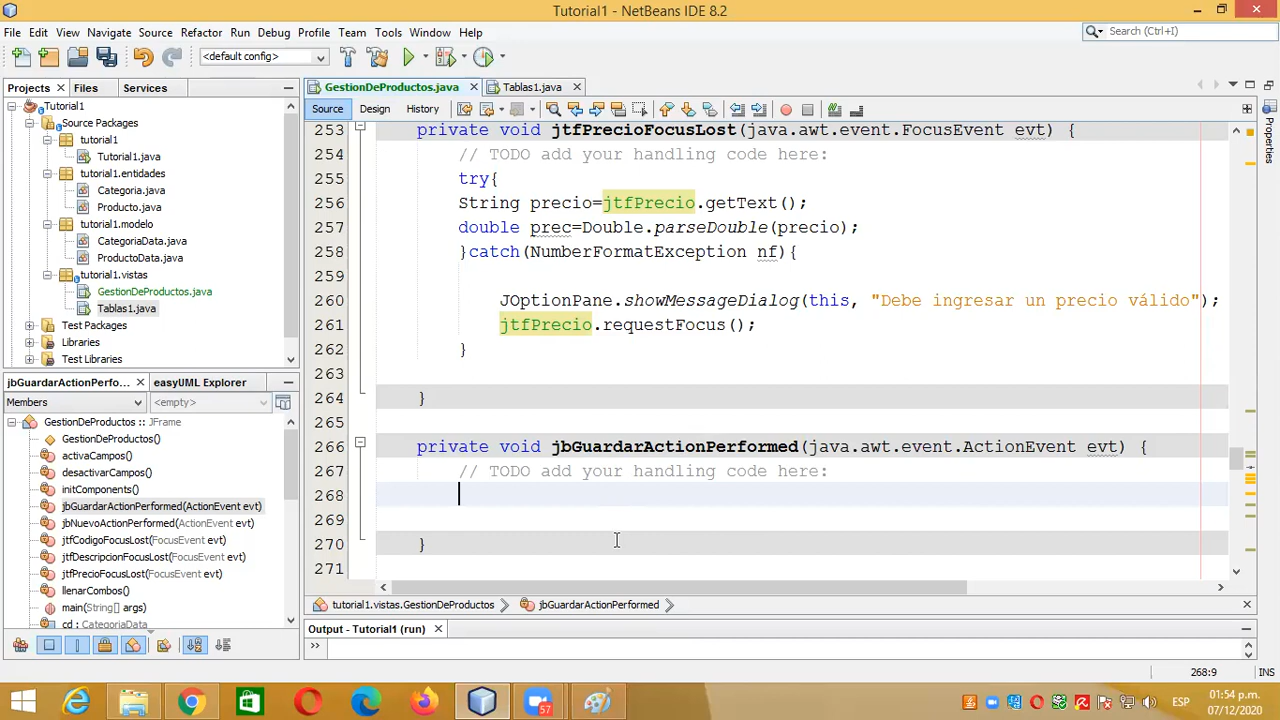 Tutorial1 - NetBeans IDE 8.2
File Edit View Navigate Source Refactor Run Debug Profile Team Tools Window Help
Search (Ctrl+I)
<default config>
Projects Files Services
GestionDeProductos.java Tablas1.java
Source Design History
Tutorial1
Source Packages
tutorial1
Tutorial1.java
tutorial1.entidades
Categoria.java
Producto.java
tutorial1.modelo
CategoriaData.java
ProductoData.java
tutorial1.vistas
GestionDeProductos.java
Tablas1.java
Test Packages
Libraries
Test Libraries
253 private void jtfPrecioFocusLost(java.awt.event.FocusEvent evt) {
254 // TODO add your handling code here:
255 try{
256 String precio=jtfPrecio.getText();
257 double prec=Double.parseDouble(precio);
258 }catch(NumberFormatException nf){
259
260 JOptionPane.showMessageDialog(this, "Debe ingresar un precio válido");
261 jtfPrecio.requestFocus();
262 }
263
264 }
265
266 private void jbGuardarActionPerformed(java.awt.event.ActionEvent evt) {
267 // TODO add your handling code here:
268
269
270 }
271
jbGuardarActionPerfo... easyUML Explorer
Members <empty>
GestionDeProductos :: JFrame
GestionDeProductos()
activaCampos()
desactivarCampos()
initComponents()
jbGuardarActionPerformed(ActionEvent evt)
jbNuevoActionPerformed(ActionEvent evt)
jtfCodigoFocusLost(FocusEvent evt)
jtfDescripcionFocusLost(FocusEvent evt)
jtfPrecioFocusLost(FocusEvent evt)
llenarCombos()
main(String[] args)
cd : CategoriaData
tutorial1.vistas.GestionDeProductos jbGuardarActionPerformed
Output - Tutorial1 (run)
Properties
268:9 INS
57
ESP
01:54 p.m.
07/12/2020